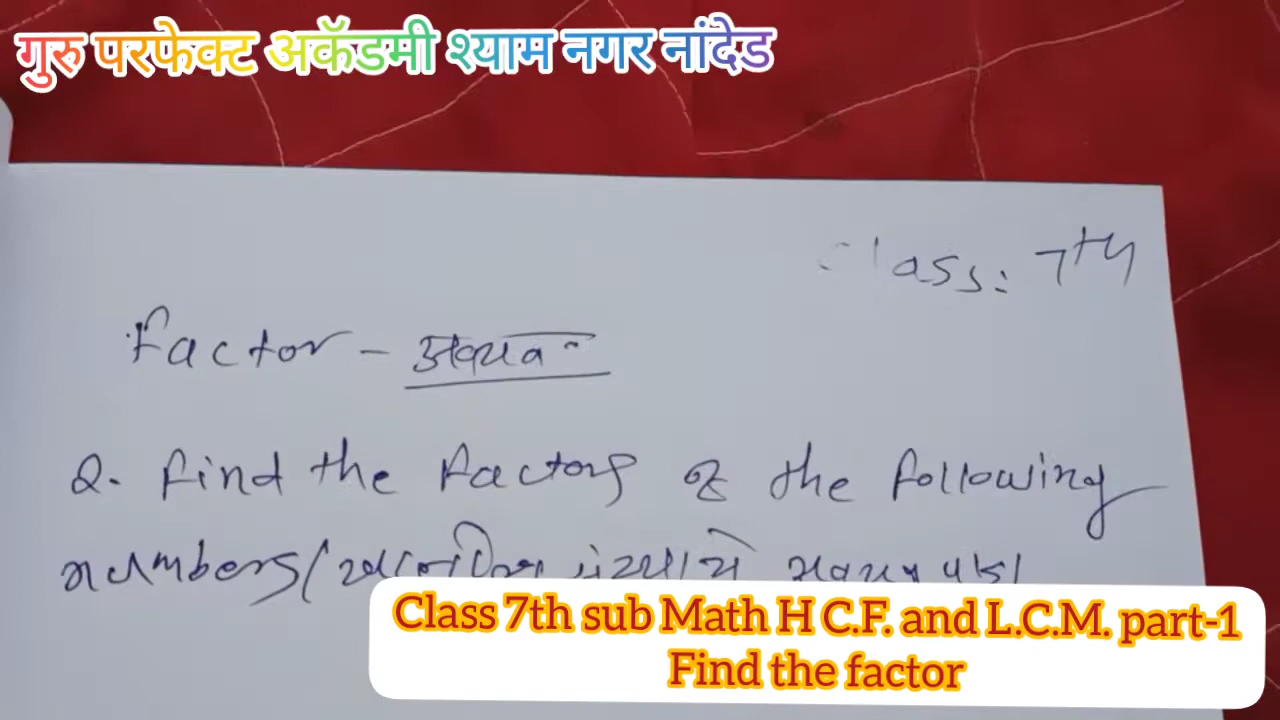 गुरु परफेक्ट अकॅडमी श्याम नगर नांदेड
Class: 7th
Factor - अवयव
Q. Find the factors of the following
numbers/
Class 7th sub Math H C.F. and L.C.M. part-1
Find the factor